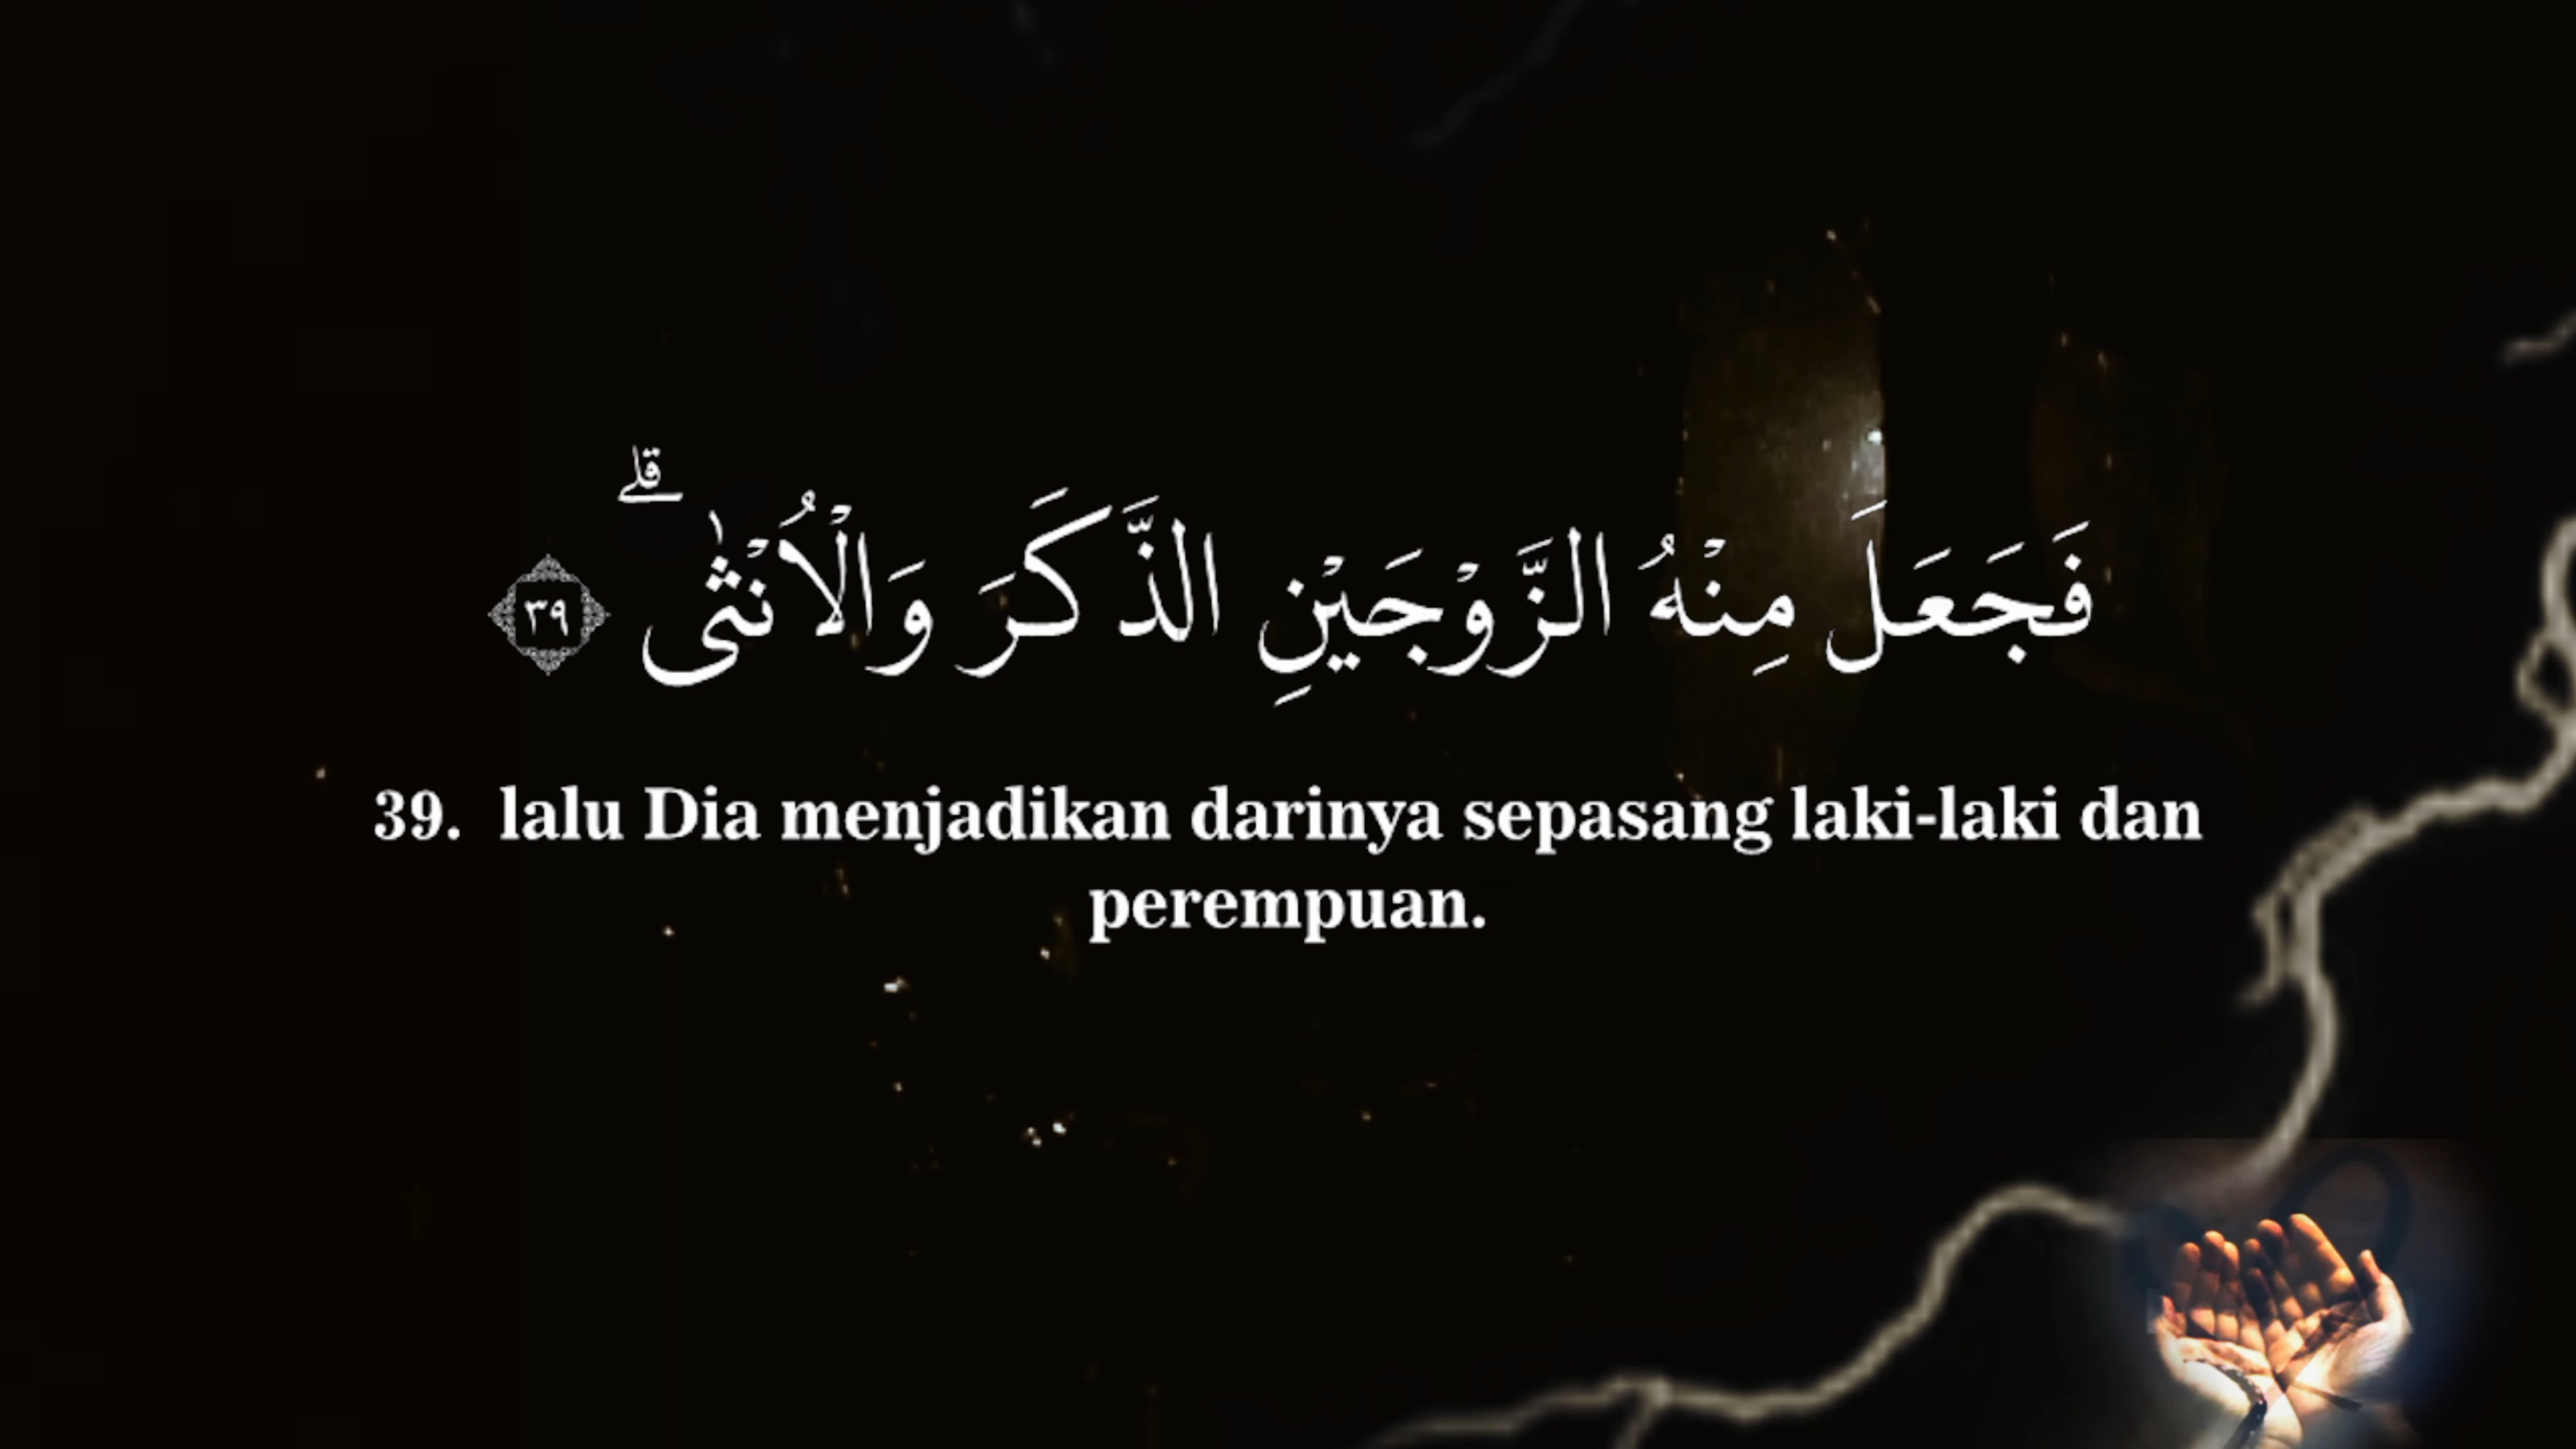 فَجَعَلَ مِنْهُ الزَّوْجَيْنِ الذَّكَرَ وَالْاُنْثٰىۗ ٣٩
39. lalu Dia menjadikan darinya sepasang laki-laki dan
perempuan.